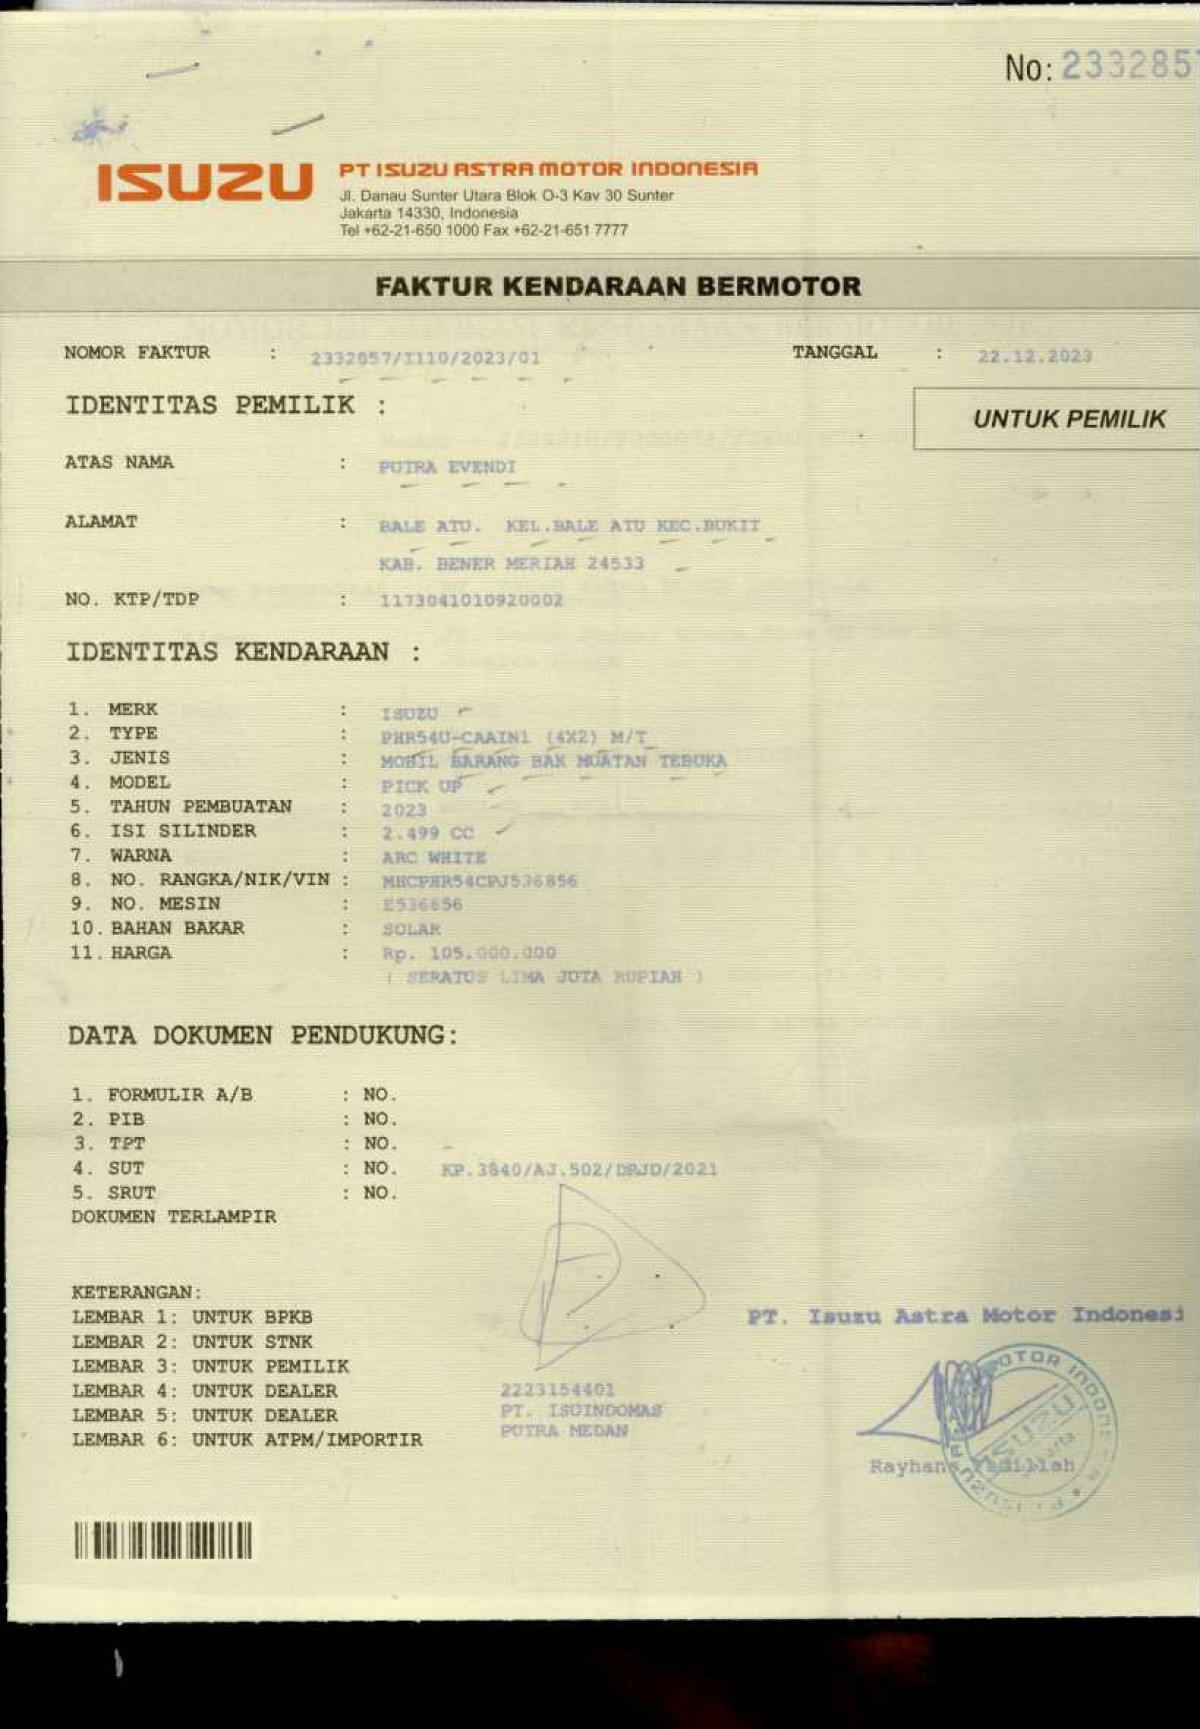 No: 2332857
ISUZU
PT ISUZU ASTRA MOTOR INDONESIA
Jl. Danau Sunter Utara Blok O-3 Kav 30 Sunter
Jakarta 14330, Indonesia
Tel +62-21-650 1000 Fax +62-21-651 7777
FAKTUR KENDARAAN BERMOTOR
NOMOR FAKTUR : 2332857/I110/2023/01 TANGGAL : 22.12.2023
IDENTITAS PEMILIK :
UNTUK PEMILIK
ATAS NAMA : PUTRA EVENDI
ALAMAT : BALE ATU. KEL.BALE ATU KEC.BUKIT
KAB. BENER MERIAH 24533
NO. KTP/TDP : 1173041010920002
IDENTITAS KENDARAAN :
1. MERK : ISUZU
2. TYPE : PHR54U-CAAIN1 (4X2) M/T
3. JENIS : MOBIL BARANG BAK MUATAN TEBUKA
4. MODEL : PICK UP
5. TAHUN PEMBUATAN : 2023
6. ISI SILINDER : 2.499 CC
7. WARNA : ARC WHITE
8. NO. RANGKA/NIK/VIN : MHCPHR54CPJ536856
9. NO. MESIN : E536856
10. BAHAN BAKAR : SOLAR
11. HARGA : Rp. 105.000.000
( SERATUS LIMA JUTA RUPIAH )
DATA DOKUMEN PENDUKUNG:
1. FORMULIR A/B : NO.
2. PIB : NO.
3. TPT : NO. -
4. SUT : NO. KP.3840/AJ.502/DRJD/2021
5. SRUT : NO.
DOKUMEN TERLAMPIR
KETERANGAN:
LEMBAR 1: UNTUK BPKB
LEMBAR 2: UNTUK STNK
LEMBAR 3: UNTUK PEMILIK
LEMBAR 4: UNTUK DEALER
LEMBAR 5: UNTUK DEALER
LEMBAR 6: UNTUK ATPM/IMPORTIR
2223154401
PT. ISUINDOMAS
PUTRA MEDAN
PT. Isuzu Astra Motor Indonesi
ISUZU
Rayhans Fadillah